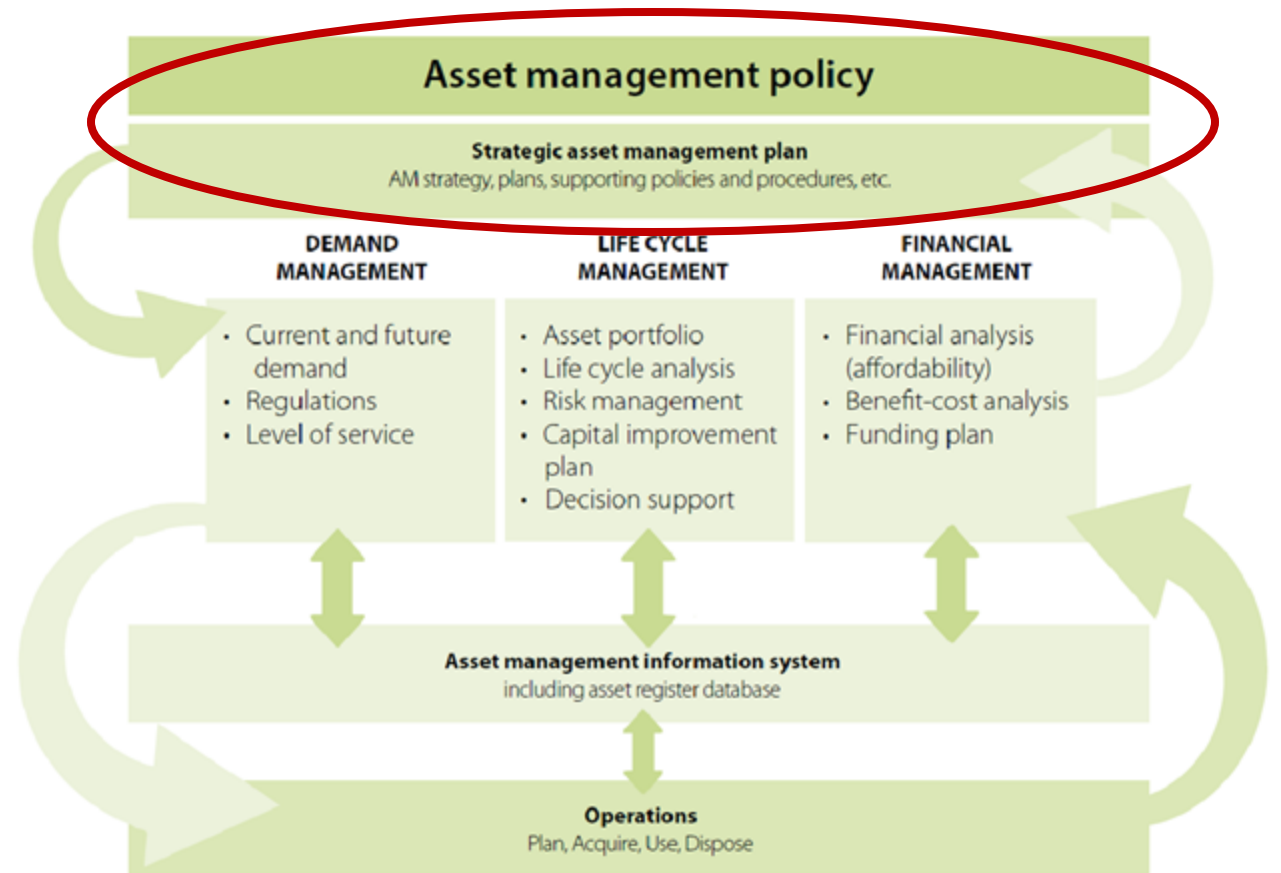 Asset management policy
Strategic asset management plan
AM strategy, plans, supporting policies and procedures, etc.
DEMAND
MANAGEMENT
• Current and future
demand
• Regulations
• Level of service
LIFE CYCLE
MANAGEMENT
• Asset portfolio
• Life cycle analysis
• Risk management
• Capital improvement
plan
• Decision support
FINANCIAL
MANAGEMENT
• Financial analysis
(affordability)
• Benefit-cost analysis
• Funding plan
Asset management information system
including asset register database
Operations
Plan, Acquire, Use, Dispose